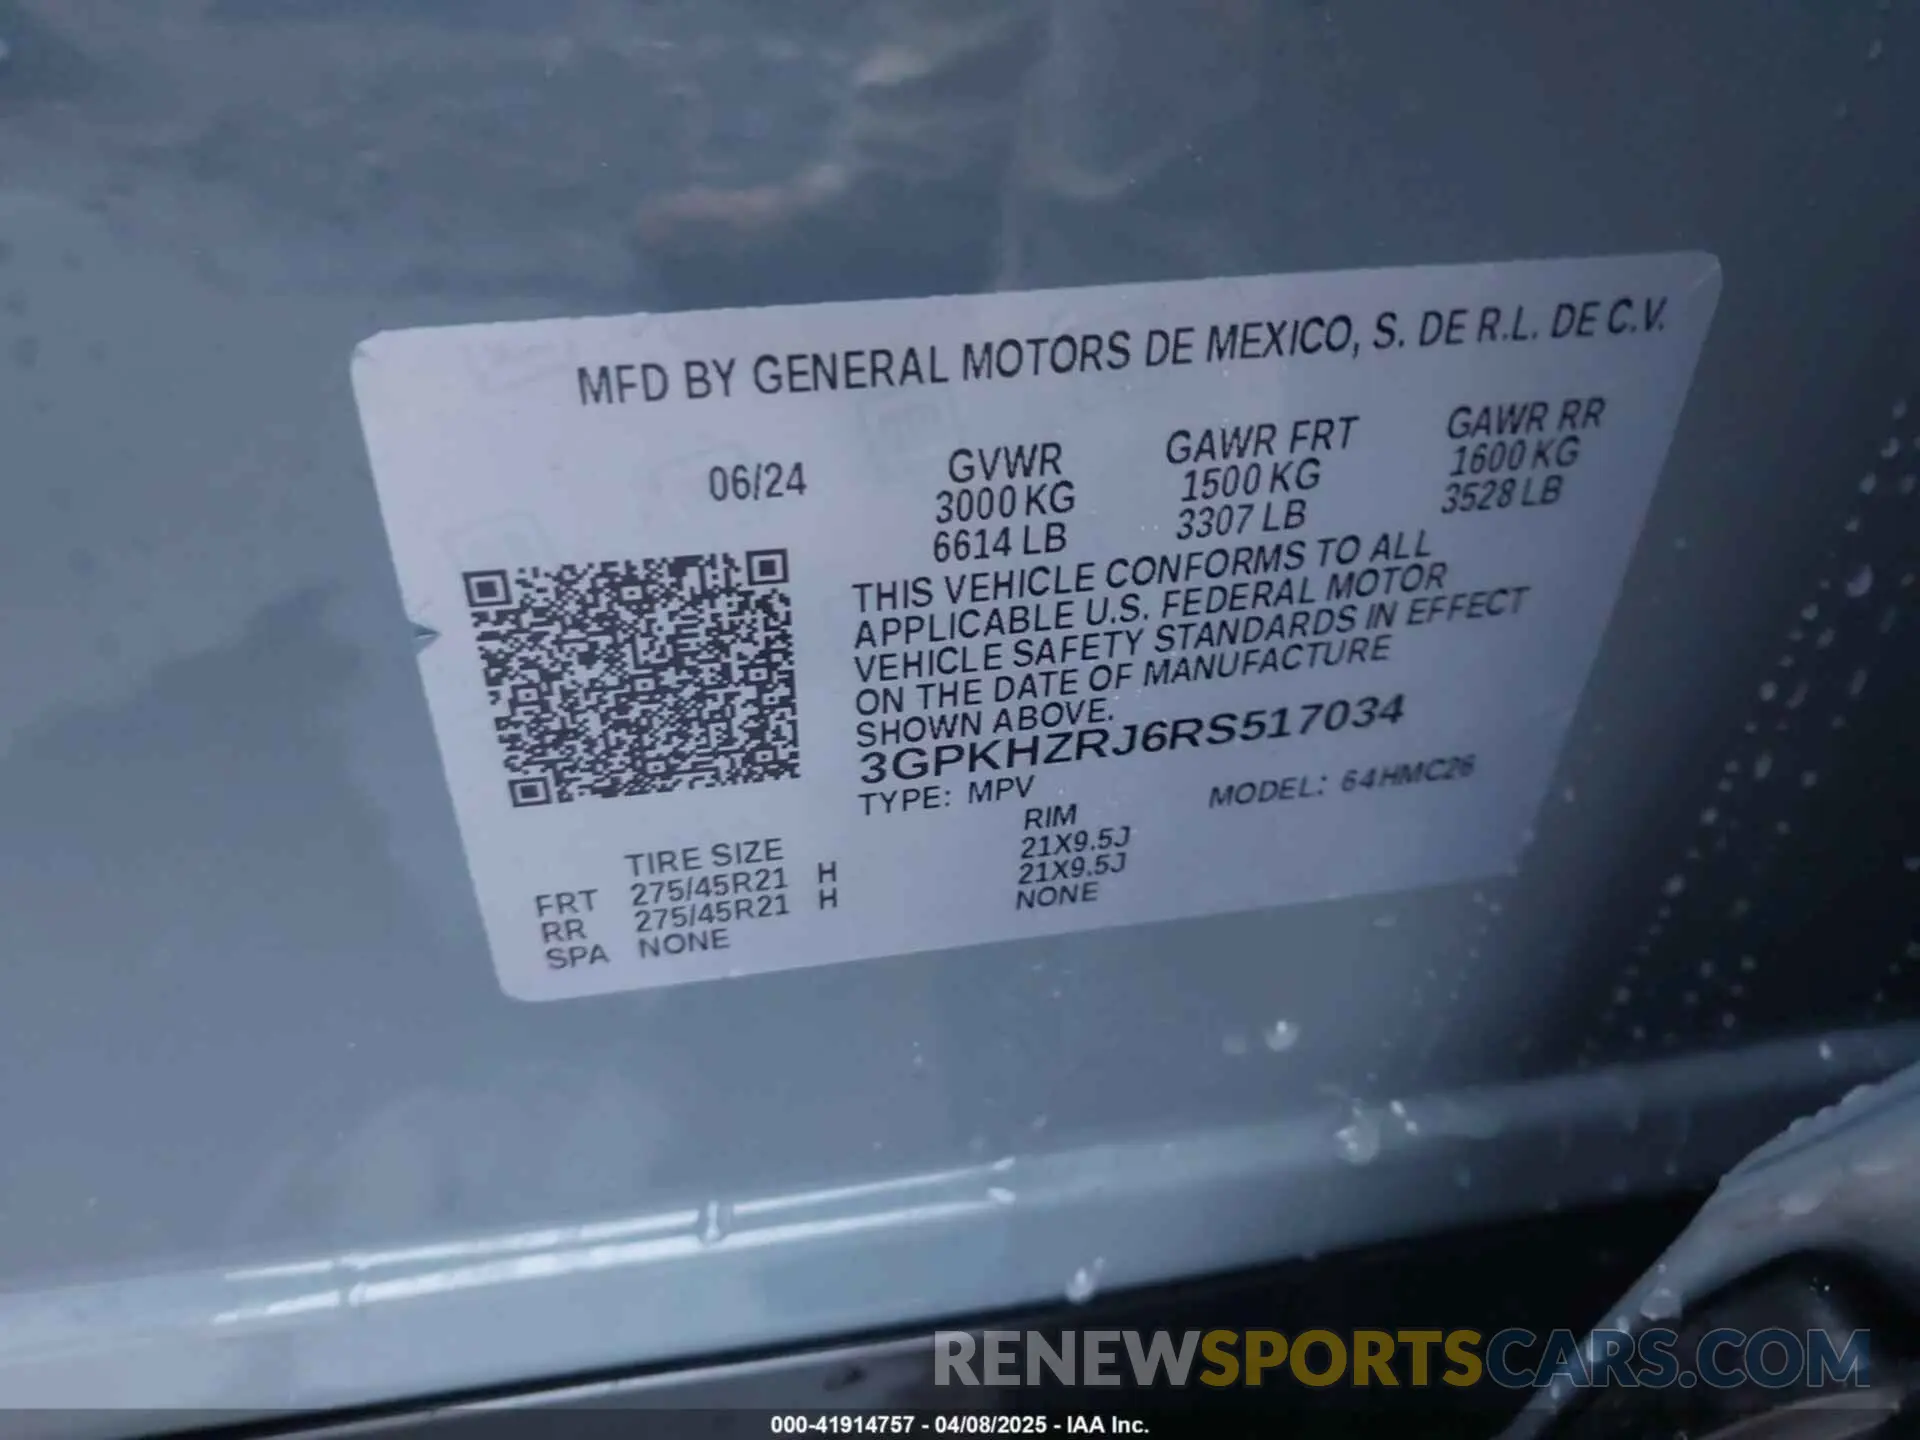 MFD BY GENERAL MOTORS DE MEXICO, S. DE R.L. DE C.V.
06/24 GVWR GAWR FRT GAWR RR
3000 KG 1500 KG 1600 KG
6614 LB 3307 LB 3528 LB
THIS VEHICLE CONFORMS TO ALL
APPLICABLE U.S. FEDERAL MOTOR
VEHICLE SAFETY STANDARDS IN EFFECT
ON THE DATE OF MANUFACTURE
SHOWN ABOVE.
3GPKHZRJ6RS517034
TYPE: MPV MODEL: 64HMC26
TIRE SIZE RIM
FRT 275/45R21 H 21X9.5J
RR 275/45R21 H 21X9.5J
SPA NONE NONE
RENEWSPORTSCARS.COM
000-41914757 - 04/08/2025 - IAA Inc.